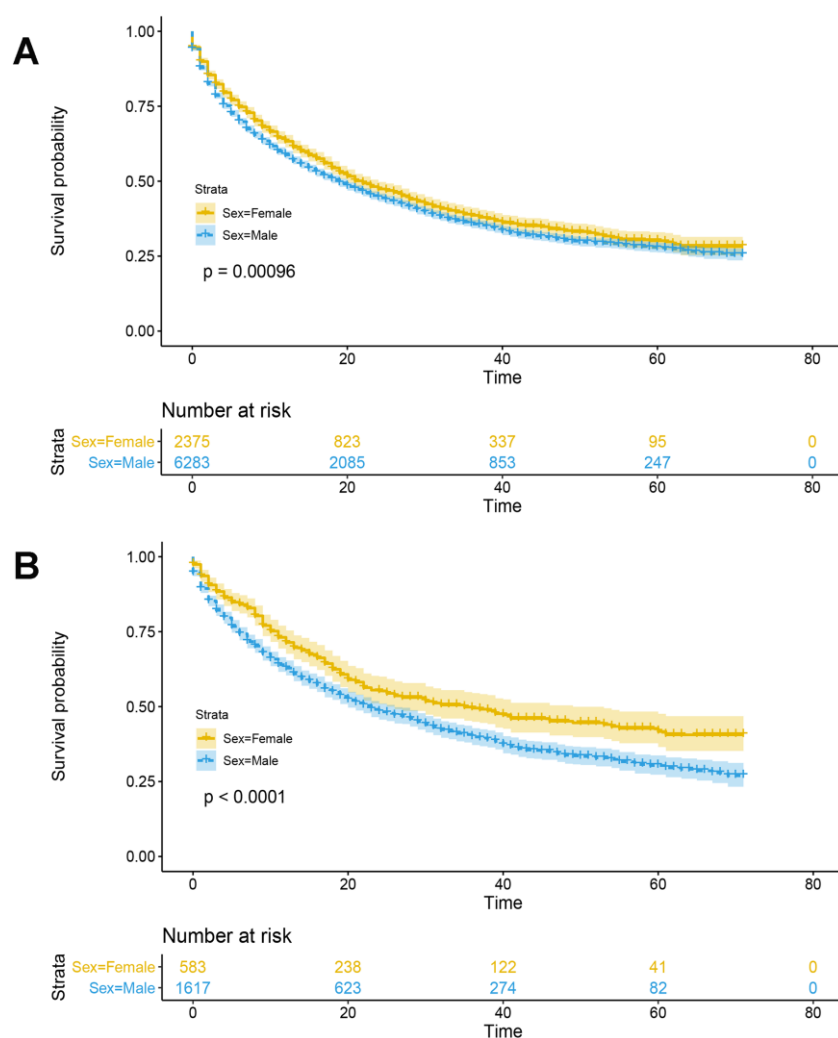 A
Survival probability
1.00
0.75
0.50
0.25
0.00
Strata
Sex=Female
Sex=Male
p = 0.00096
0 20 40 60 80
Time
Number at risk
Strata
Sex=Female 2375 823 337 95 0
Sex=Male 6283 2085 853 247 0
0 20 40 60 80
Time
B
Survival probability
1.00
0.75
0.50
0.25
0.00
Strata
Sex=Female
Sex=Male
p < 0.0001
0 20 40 60 80
Time
Number at risk
Strata
Sex=Female 583 238 122 41 0
Sex=Male 1617 623 274 82 0
0 20 40 60 80
Time